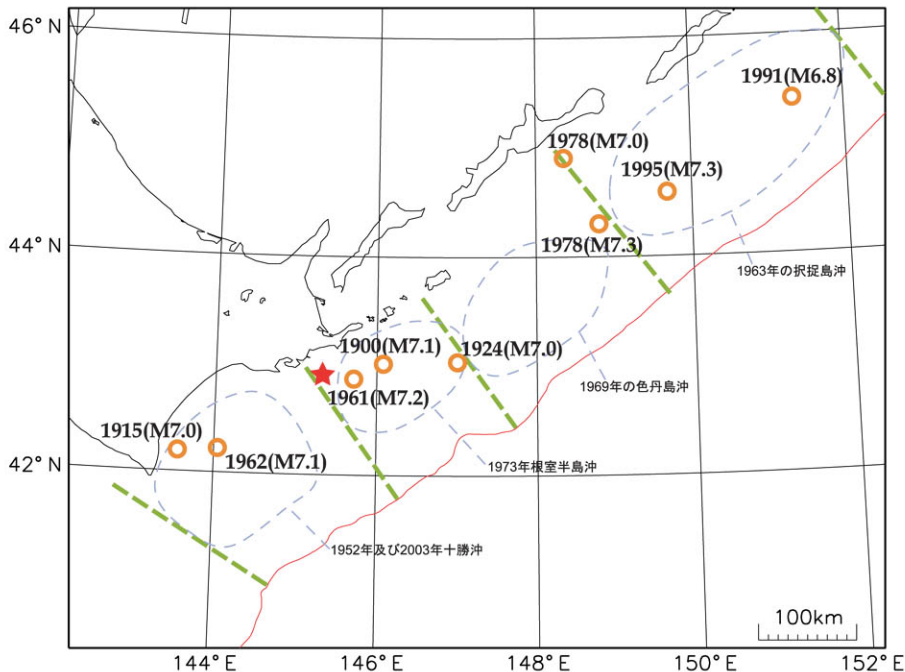 46° N
1991(M6.8)
1978(M7.0)
1995(M7.3)
44° N
1978(M7.3)
1963年の択捉島沖
1900(M7.1)
1924(M7.0)
1961(M7.2)
1969年の色丹島沖
1915(M7.0)
1962(M7.1)
42° N
1973年根室半島沖
1952年及び2003年十勝沖
100km
144° E
146° E
148° E
150° E
152° E